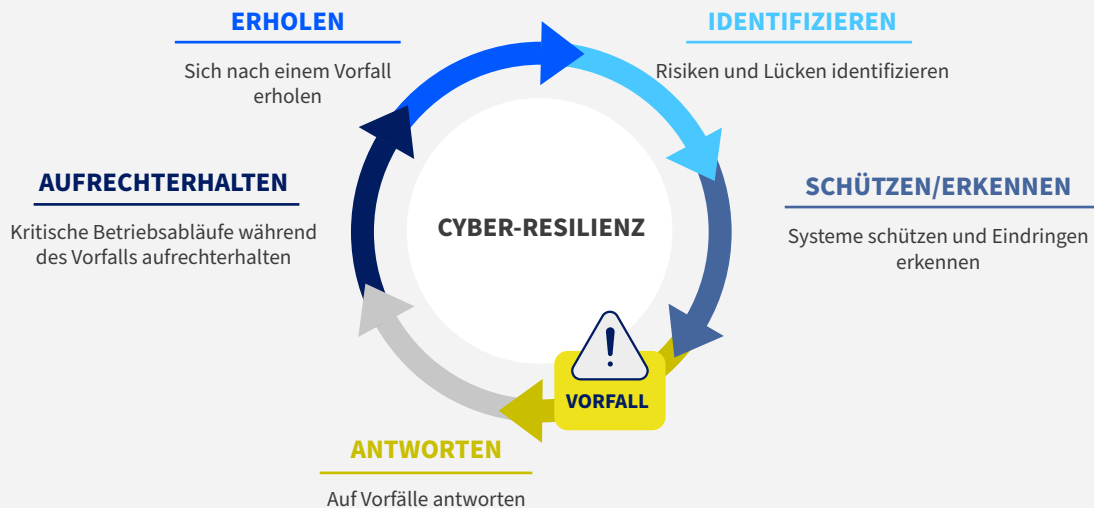 ERHOLEN
Sich nach einem Vorfall
erholen
IDENTIFIZIEREN
Risiken und Lücken identifizieren
AUFRECHTERHALTEN
Kritische Betriebsabläufe während
des Vorfalls aufrechterhalten
CYBER-RESILIENZ
SCHÜTZEN/ERKENNEN
Systeme schützen und Eindringen
erkennen
!
VORFALL
ANTWORTEN
Auf Vorfälle antworten